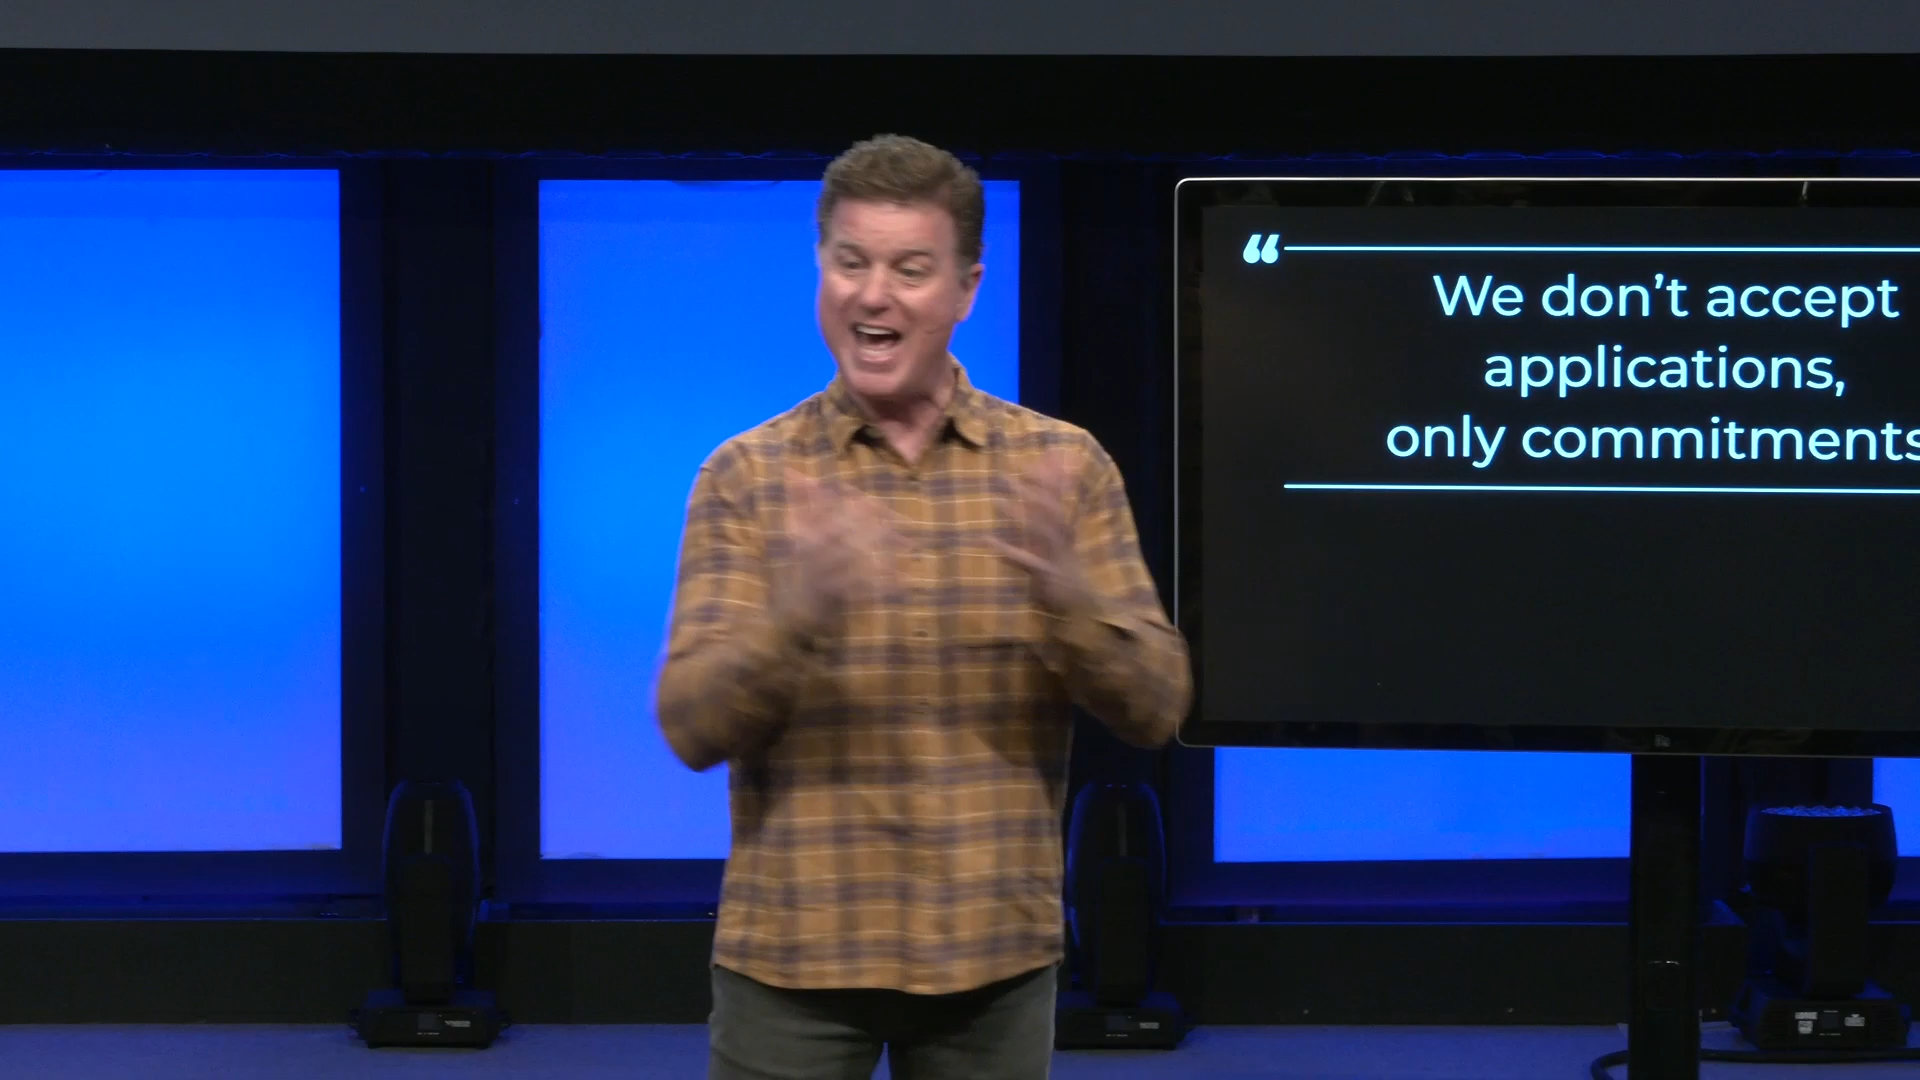 “
We don’t accept
applications,
only commitments